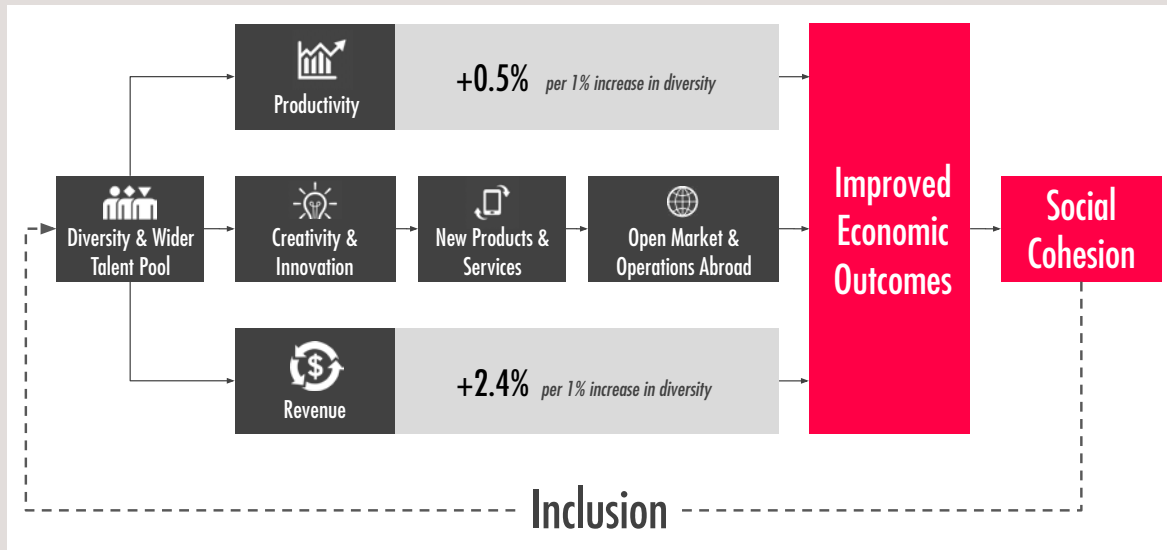 Productivity
+0.5% per 1% increase in diversity
Diversity & Wider
Talent Pool
Creativity &
Innovation
New Products &
Services
Open Market &
Operations Abroad
$
Revenue
+2.4% per 1% increase in diversity
Improved
Economic
Outcomes
Social
Cohesion
Inclusion